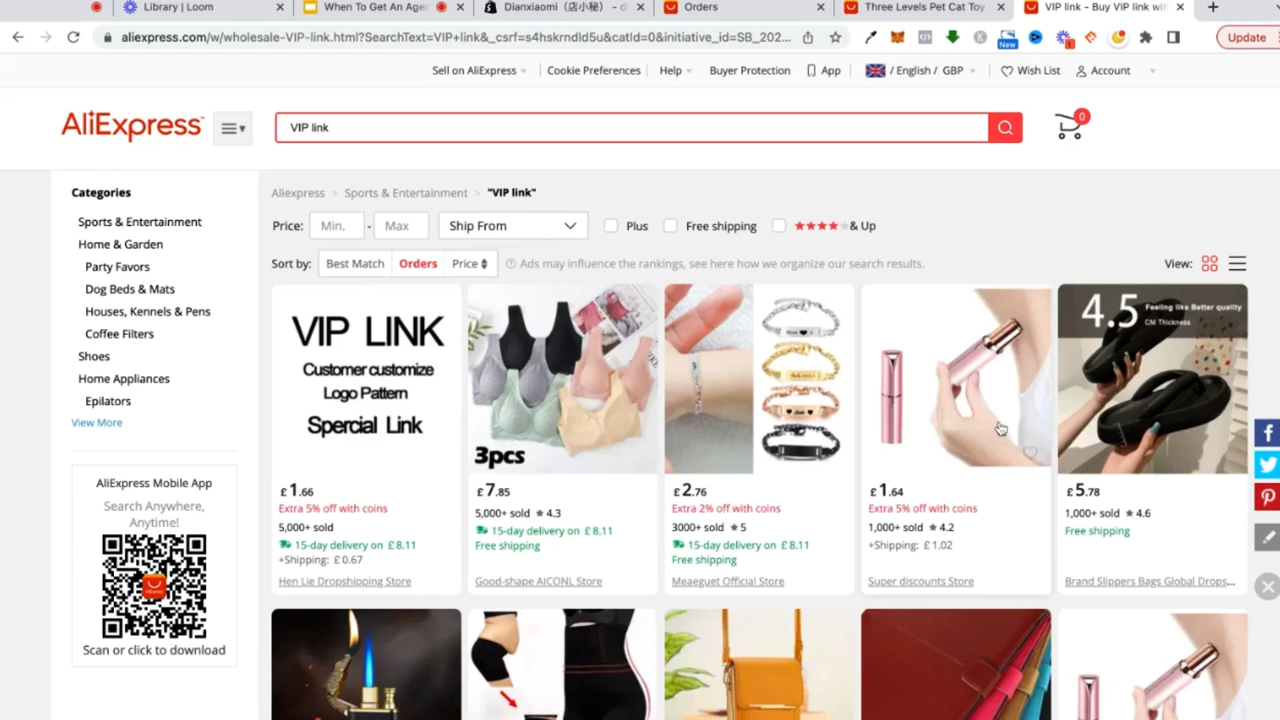 Library | Loom
When To Get An Agen
Dianxiaomi（店小秘）- di
Orders
Three Levels Pet Cat Toy
VIP link - Buy VIP link with
aliexpress.com/w/wholesale-VIP-link.html?SearchText=VIP+link&_csrf=s4hskrndld5u&catId=0&initiative_id=SB_202...
New
Update
Sell on AliExpress
Cookie Preferences
Help
Buyer Protection
App
/ English / GBP
Wish List
Account
AliExpress
VIP link
0
Categories
Sports & Entertainment
Home & Garden
Party Favors
Dog Beds & Mats
Houses, Kennels & Pens
Coffee Filters
Shoes
Home Appliances
Epilators
View More
AliExpress Mobile App
Search Anywhere,
Anytime!
Scan or click to download
Aliexpress > Sports & Entertainment > "VIP link"
Price: Min. - Max Ship From Plus Free shipping & Up
Sort by: Best Match Orders Price Ads may influence the rankings, see here how we organize our search results. View:
VIP LINK
Customer customize
Logo Pattern
Spercial Link
£1.66
Extra 5% off with coins
5,000+ sold
15-day delivery on £8.11
+Shipping: £0.67
Hen Lie Dropshipping Store
3pcs
£7.85
5,000+ sold ★4.3
15-day delivery on £8.11
Free shipping
Good-shape AICONL Store
£2.76
Extra 2% off with coins
3000+ sold ★5
15-day delivery on £8.11
Free shipping
Meaeguet Official Store
£1.64
Extra 5% off with coins
1,000+ sold ★4.2
+Shipping: £1.02
Super discounts Store
4.5 Feeling like Better quality
CM Thickness
£5.78
1,000+ sold ★4.6
Free shipping
Brand Slippers Bags Global Drops...